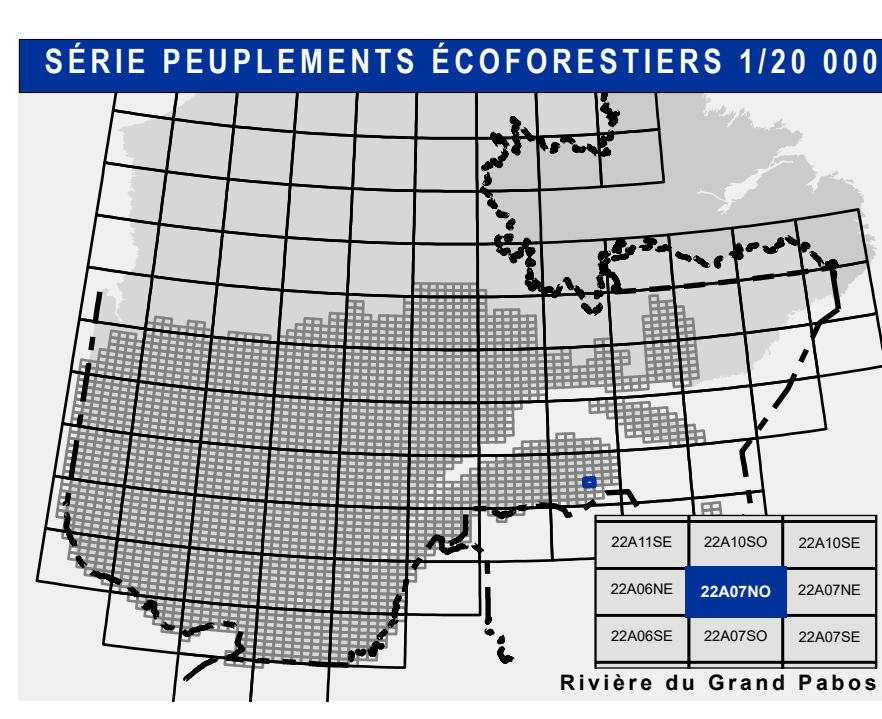 SÉRIE PEUPLEMENTS ÉCOFORESTIERS 1/20 000
22A11SE 22A10SO 22A10SE
22A06NE 22A07NO 22A07NE
22A06SE 22A07SO 22A07SE
Rivière du Grand Pabos